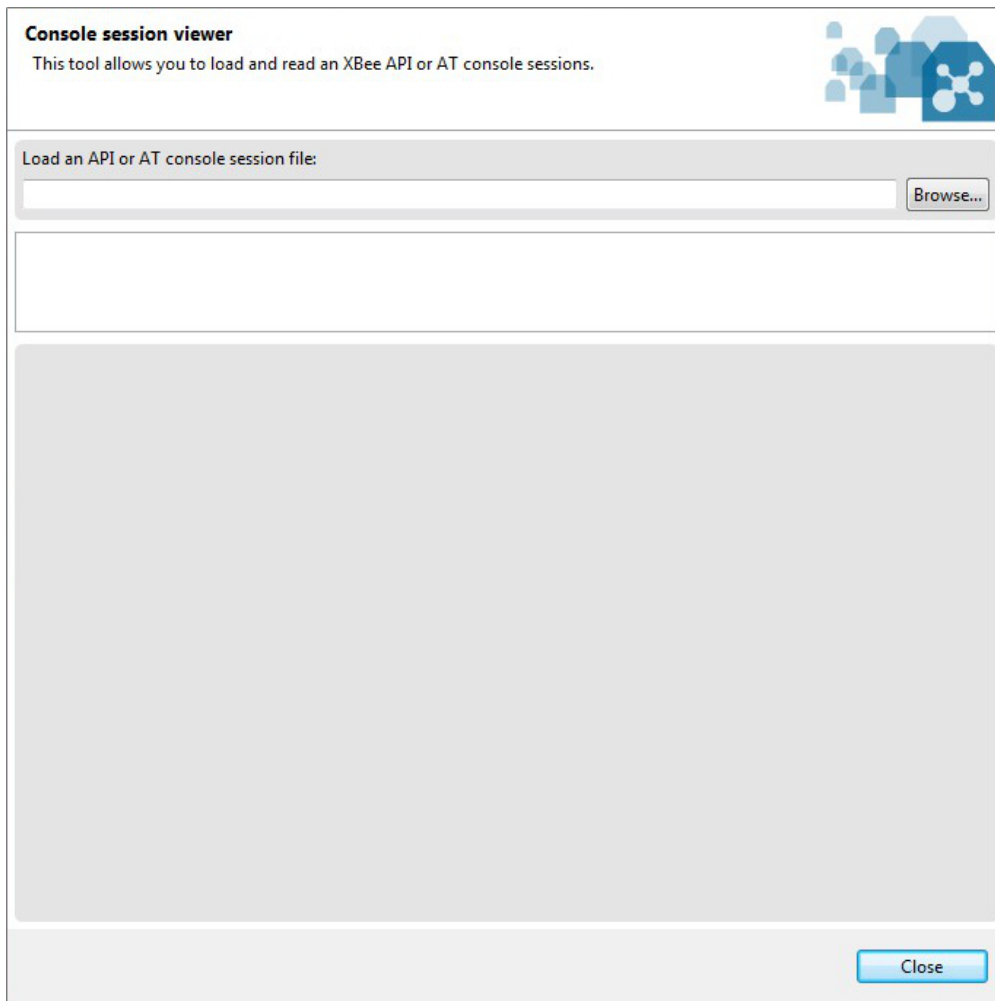 Console session viewer
This tool allows you to load and read an XBee API or AT console sessions.
Load an API or AT console session file:
Browse...
Close